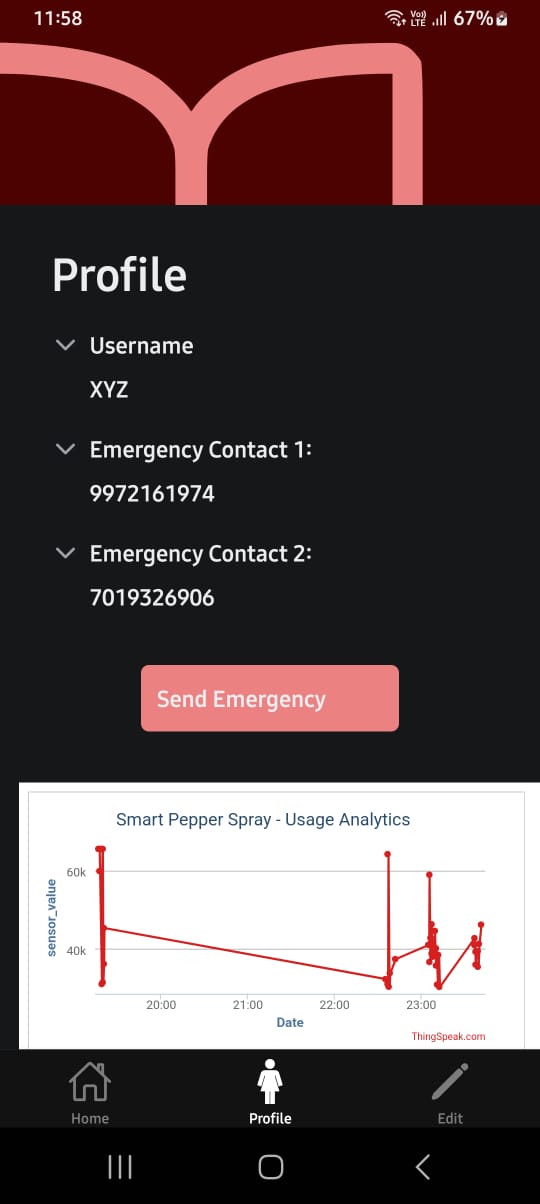 11:58
Vo))
LTE
67%
Profile
Username
XYZ
Emergency Contact 1:
9972161974
Emergency Contact 2:
7019326906
Send Emergency
Smart Pepper Spray - Usage Analytics
sensor_value
60k
40k
20:00 21:00 22:00 23:00
Date
ThingSpeak.com
Home Profile Edit